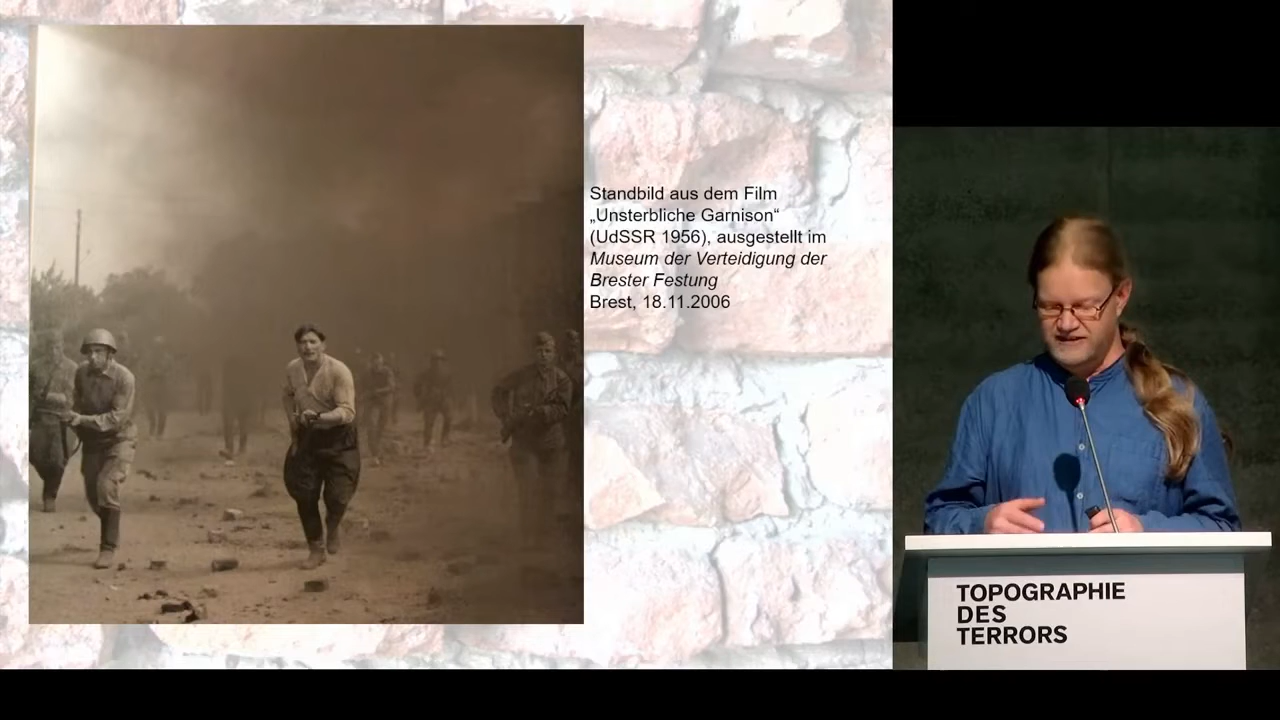 Standbild aus dem Film
„Unsterbliche Garnison“
(UdSSR 1956), ausgestellt im
Museum der Verteidigung der
Brester Festung
Brest, 18.11.2006
TOPOGRAPHIE
DES
TERRORS